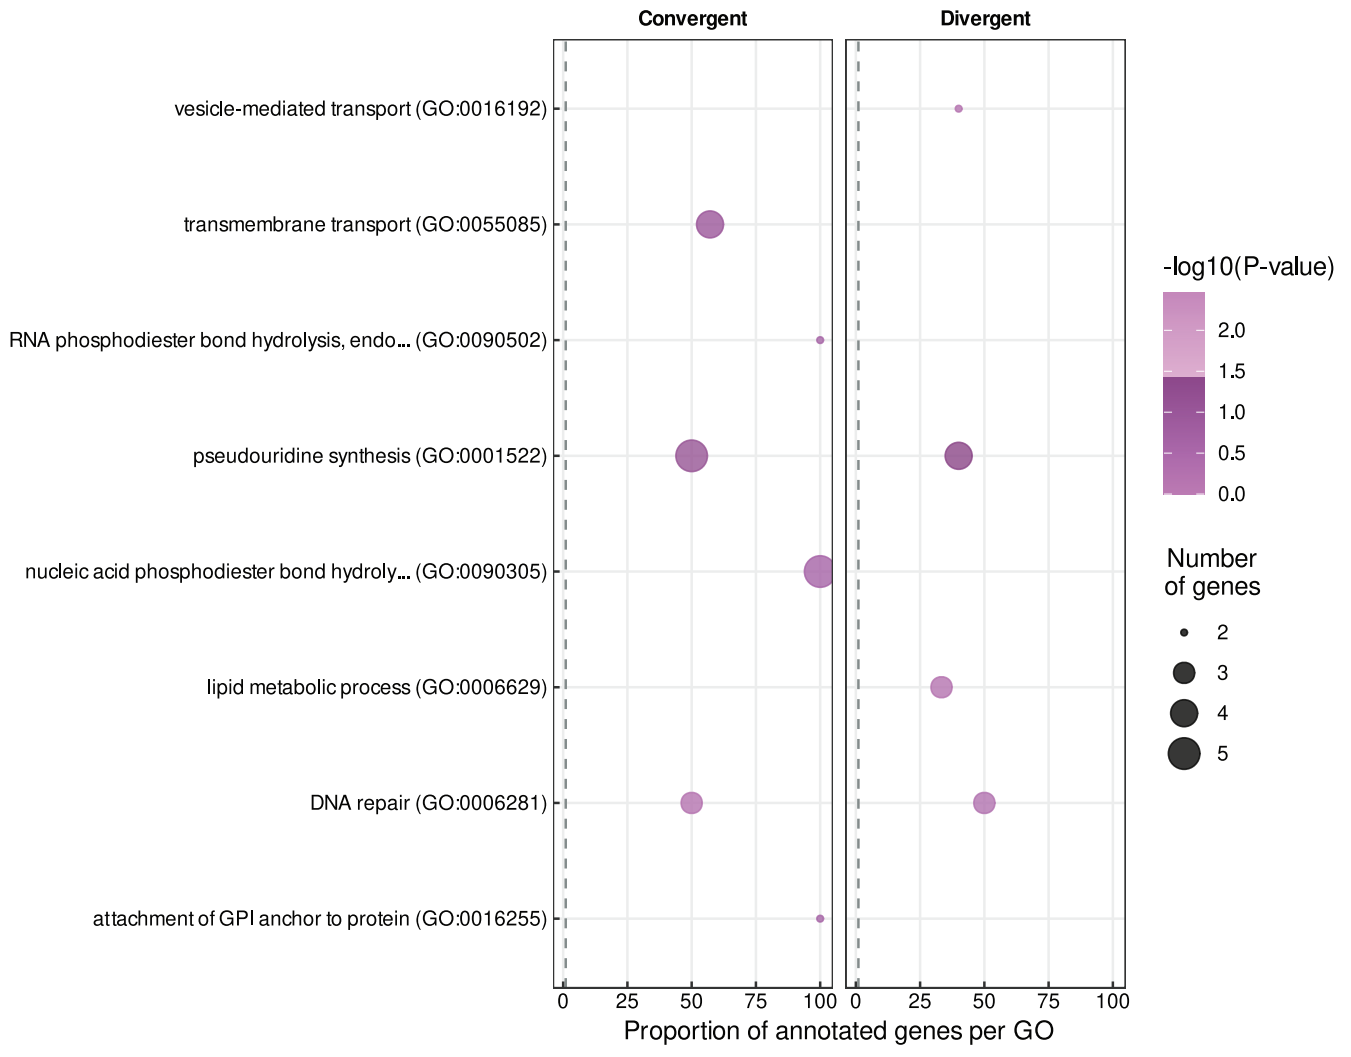 Convergent
Divergent
vesicle-mediated transport (GO:0016192)
transmembrane transport (GO:0055085)
RNA phosphodiester bond hydrolysis, endo... (GO:0090502)
pseudouridine synthesis (GO:0001522)
nucleic acid phosphodiester bond hydroly... (GO:0090305)
lipid metabolic process (GO:0006629)
DNA repair (GO:0006281)
attachment of GPI anchor to protein (GO:0016255)
0 25 50 75 100
0 25 50 75 100
Proportion of annotated genes per GO
-log10(P-value)
2.0
1.5
1.0
0.5
0.0
Number
of genes
2
3
4
5